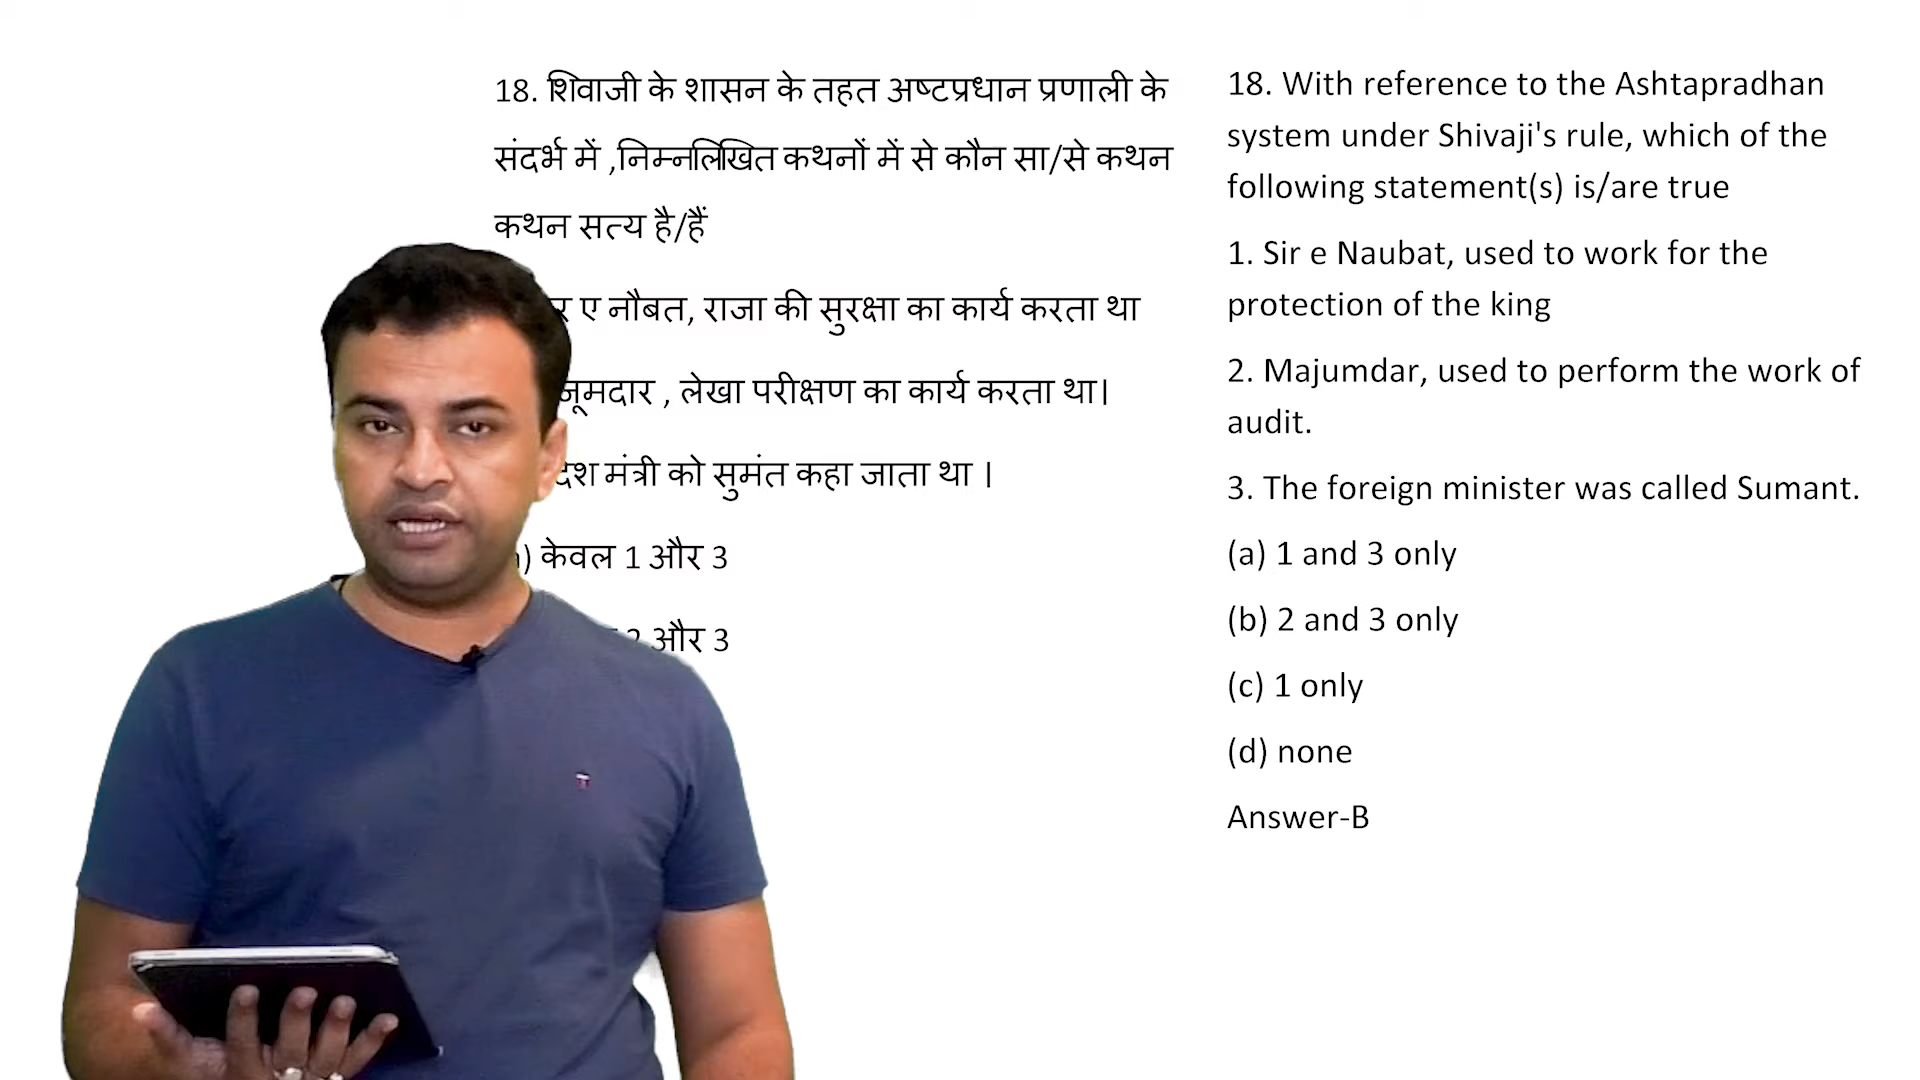 18. शिवाजी के शासन के तहत अष्टप्रधान प्रणाली के
संदर्भ में ,निम्नलिखित कथनों में से कौन सा/से कथन
कथन सत्य है/हैं
ए नौबत, राजा की सुरक्षा का कार्य करता था
, लेखा परीक्षण का कार्य करता था।
मंत्री को सुमंत कहा जाता था ।
) केवल 1 और 3
और 3
18. With reference to the Ashtapradhan
system under Shivaji's rule, which of the
following statement(s) is/are true
1. Sir e Naubat, used to work for the
protection of the king
2. Majumdar, used to perform the work of
audit.
3. The foreign minister was called Sumant.
(a) 1 and 3 only
(b) 2 and 3 only
(c) 1 only
(d) none
Answer-B